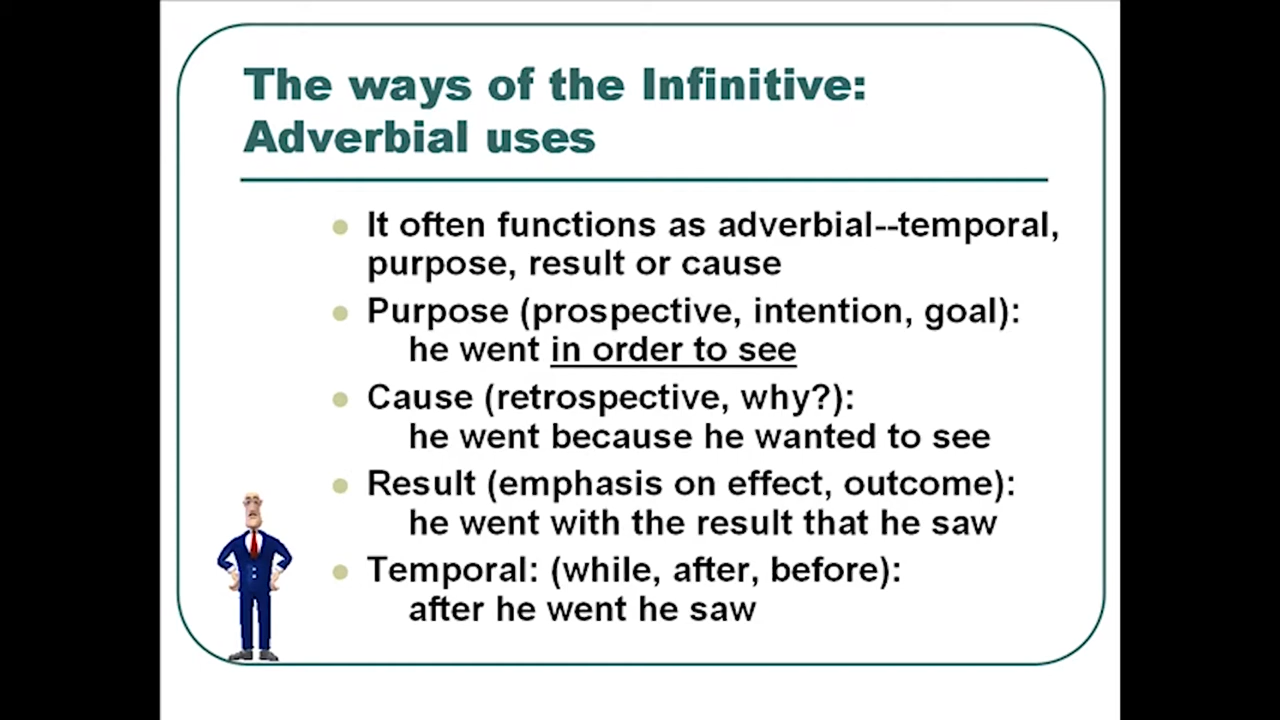 The ways of the Infinitive:
Adverbial uses
It often functions as adverbial--temporal,
purpose, result or cause
Purpose (prospective, intention, goal):
he went in order to see
Cause (retrospective, why?):
he went because he wanted to see
Result (emphasis on effect, outcome):
he went with the result that he saw
Temporal: (while, after, before):
after he went he saw